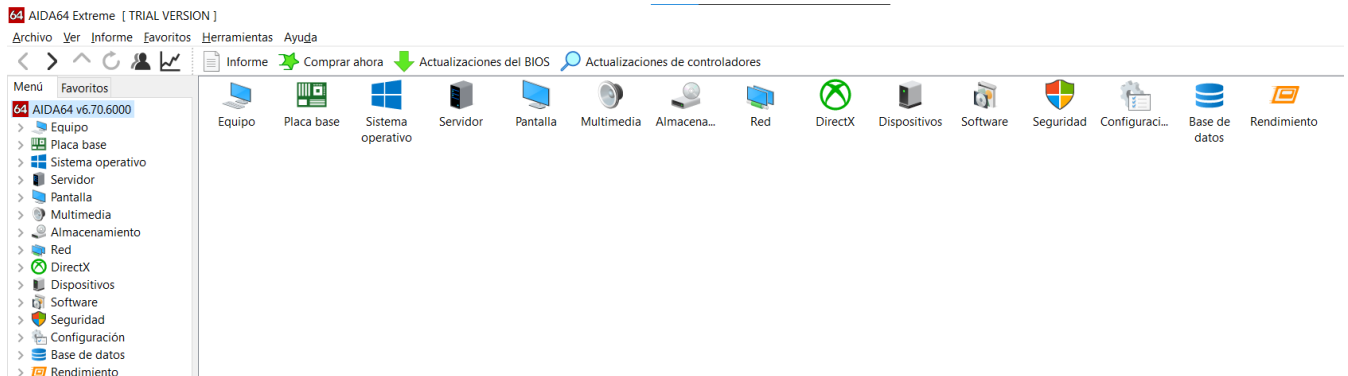 64 AIDA64 Extreme [ TRIAL VERSION ]
Archivo Ver Informe Favoritos Herramientas Ayuda
Informe Comprar ahora Actualizaciones del BIOS Actualizaciones de controladores
Menú Favoritos
64 AIDA64 v6.70.6000
Equipo
Placa base
Sistema operativo
Servidor
Pantalla
Multimedia
Almacenamiento
Red
DirectX
Dispositivos
Software
Seguridad
Configuración
Base de datos
Rendimiento
Equipo Placa base Sistema Servidor Pantalla Multimedia Almacena... Red DirectX Dispositivos Software Seguridad Configuraci... Base de Rendimiento
operativo datos